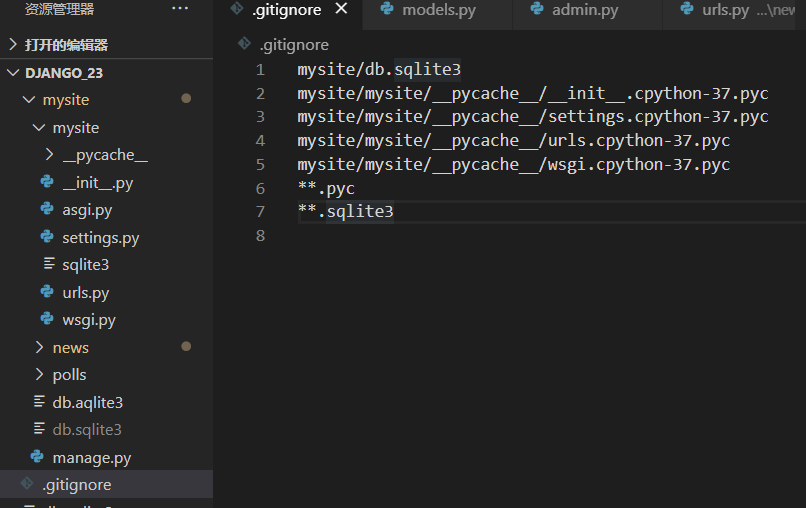 资源管理器 ...
.gitignore × models.py admin.py urls.py ...\new
打开的编辑器
.gitignore
DJANGO_23
mysite
mysite
__pycache__
__init__.py
asgi.py
settings.py
sqlite3
urls.py
wsgi.py
news
polls
db.aqlite3
db.sqlite3
manage.py
.gitignore
1 mysite/db.sqlite3
2 mysite/mysite/__pycache__/__init__.cpython-37.pyc
3 mysite/mysite/__pycache__/settings.cpython-37.pyc
4 mysite/mysite/__pycache__/urls.cpython-37.pyc
5 mysite/mysite/__pycache__/wsgi.cpython-37.pyc
6 **.pyc
7 **.sqlite3
8